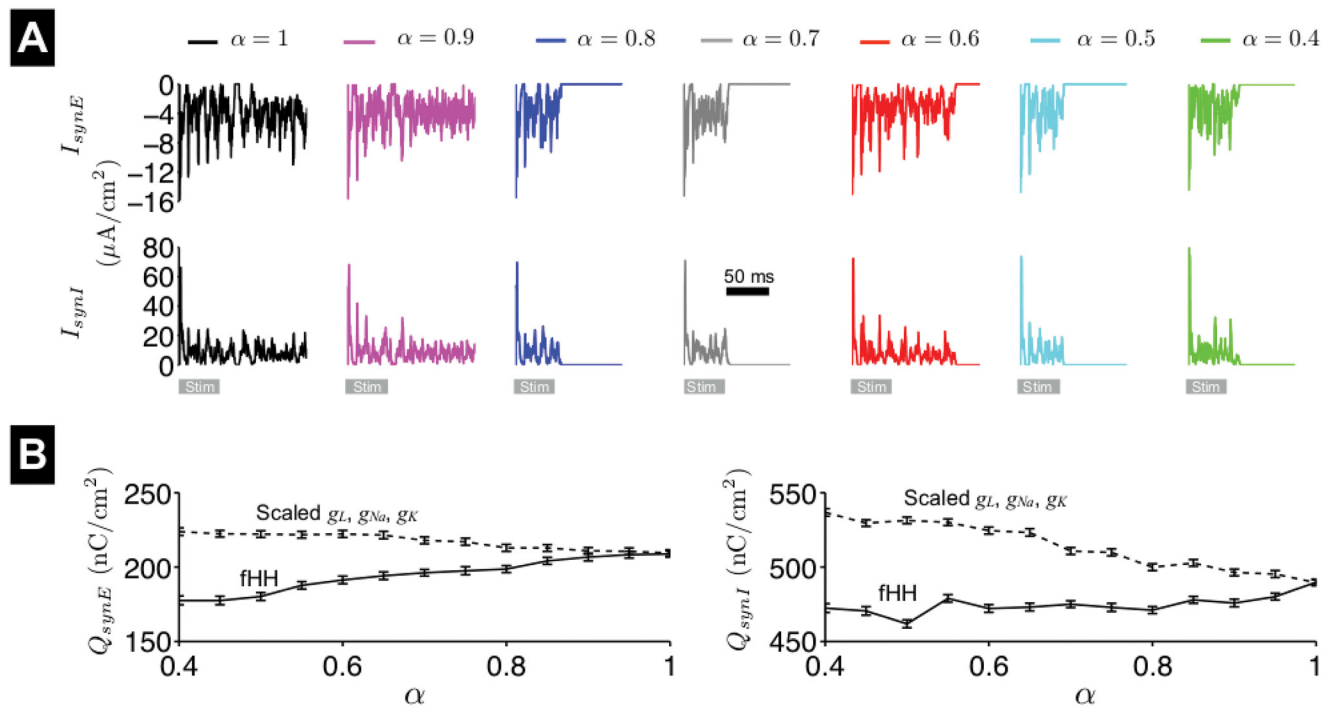 A
α = 1 α = 0.9 α = 0.8 α = 0.7 α = 0.6 α = 0.5 α = 0.4
I_synE
0
−4
−8
−12
−16
(μA/cm²)
I_synI
80
60
40
20
0
50 ms
Stim Stim Stim Stim Stim Stim Stim
B
Q_synE (nC/cm²)
250
200
150
Scaled g_L, g_Na, g_K
fHH
0.4 0.6 0.8 1
α
Q_synI (nC/cm²)
550
500
450
Scaled g_L, g_Na, g_K
fHH
0.4 0.6 0.8 1
α